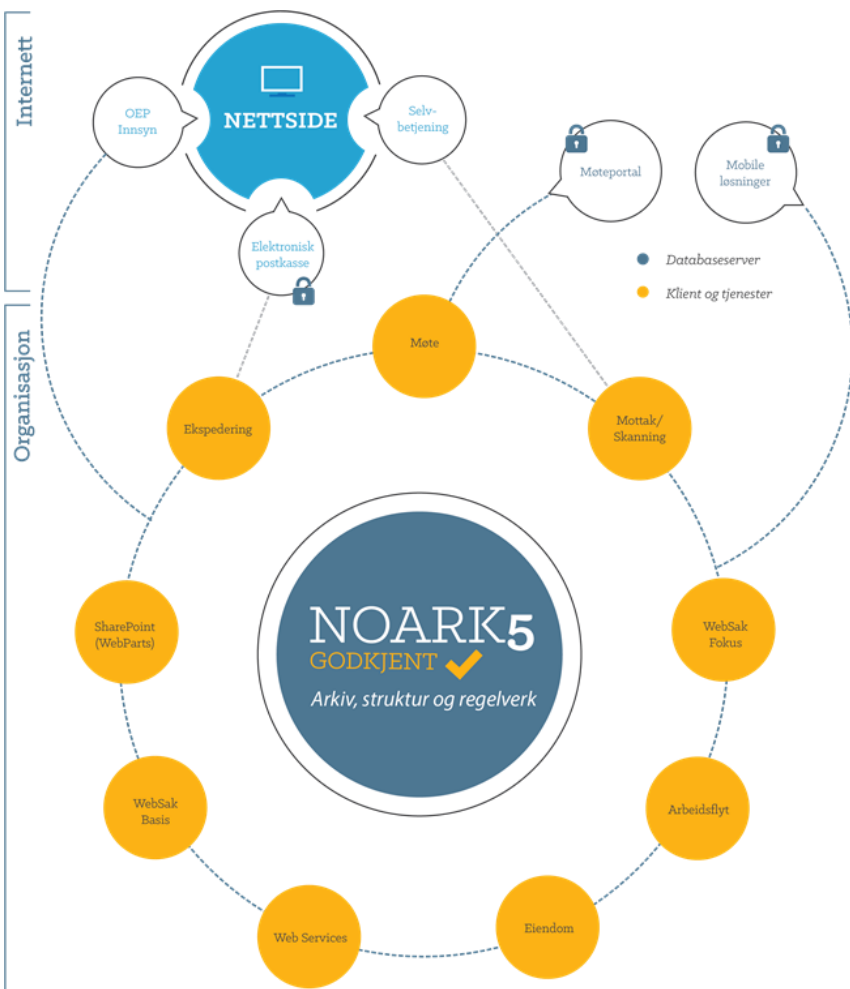 Internett
OEP
Innsyn
NETTSIDE
Selv-
betjening
Elektronisk
postkasse
Møteportal
Mobile
løsninger
Databaseserver
Klient og tjenester
Organisasjon
Møte
Ekspedering
Mottak/
Skanning
SharePoint
(WebParts)
NOARK5
GODKJENT
Arkiv, struktur og regelverk
WebSak
Fokus
WebSak
Basis
Arbeidsflyt
Web Services
Eiendom